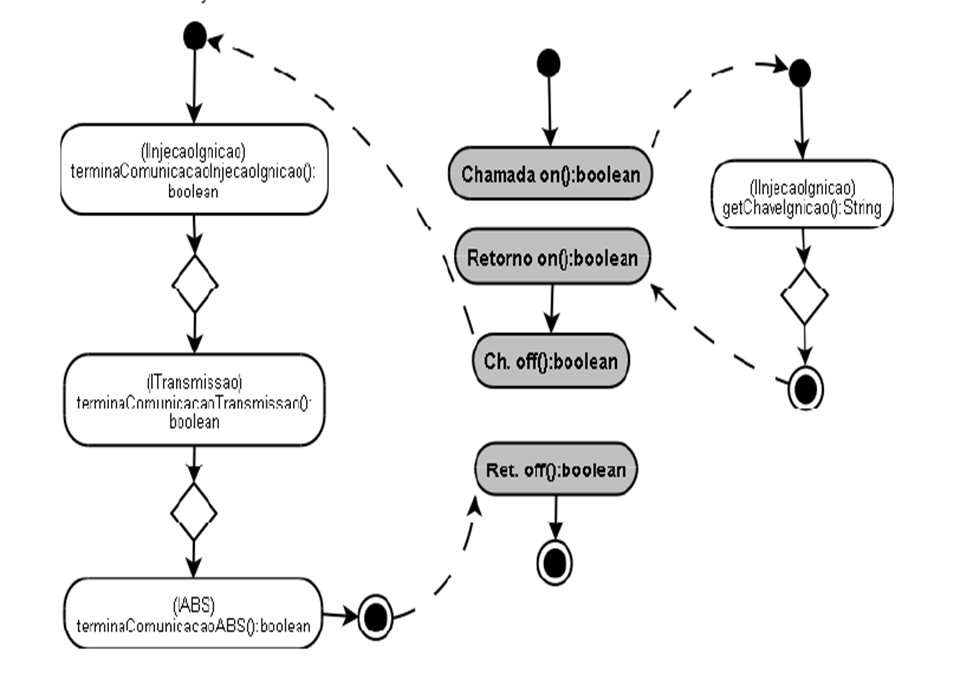 (IInjecaoIgnicao)
terminaComunicacaoInjecaoIgnicao():
boolean
(ITransmissao)
terminaComunicacaoTransmissao():
boolean
(IABS)
terminaComunicacaoABS():boolean
Chamada on():boolean
Retorno on():boolean
Ch. off():boolean
Ret. off():boolean
(IInjecaoIgnicao)
getChaveIgnicao():String